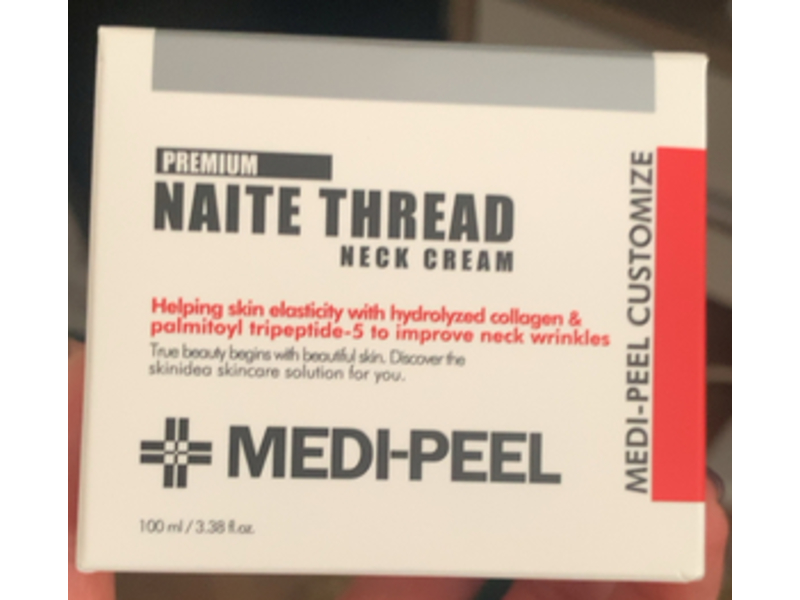 PREMIUM
NAITE THREAD
NECK CREAM
Helping skin elasticity with hydrolyzed collagen &
palmitoyl tripeptide-5 to improve neck wrinkles
True beauty begins with beautiful skin. Discover the
skinidea skincare solution for you.
MEDI-PEEL
100 ml / 3.38 fl.oz.
MEDI-PEEL CUSTOMIZE